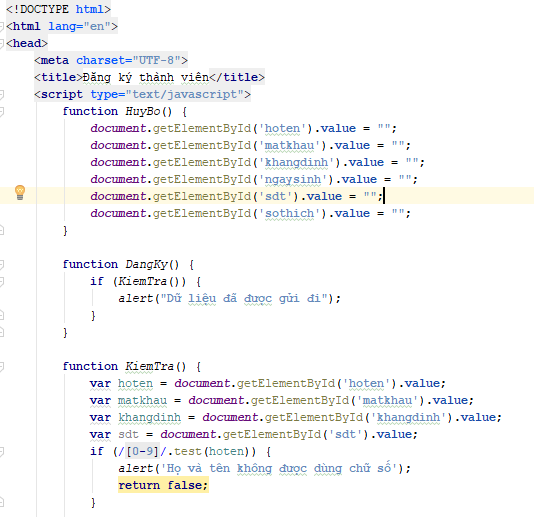 <!DOCTYPE html>
<html lang="en">
<head>
<meta charset="UTF-8">
<title>Đăng ký thành viên</title>
<script type="text/javascript">
function HuyBo() {
document.getElementById('hoten').value = "";
document.getElementById('matkhau').value = "";
document.getElementById('khangdinh').value = "";
document.getElementById('ngaysinh').value = "";
document.getElementById('sdt').value = "";
document.getElementById('sothich').value = "";
}
function DangKy() {
if (KiemTra()) {
alert("Dữ liệu đã được gửi đi");
}
}
function KiemTra() {
var hoten = document.getElementById('hoten').value;
var matkhau = document.getElementById('matkhau').value;
var khangdinh = document.getElementById('khangdinh').value;
var sdt = document.getElementById('sdt').value;
if (/[0-9]/.test(hoten)) {
alert('Họ và tên không được dùng chữ số');
return false;
}